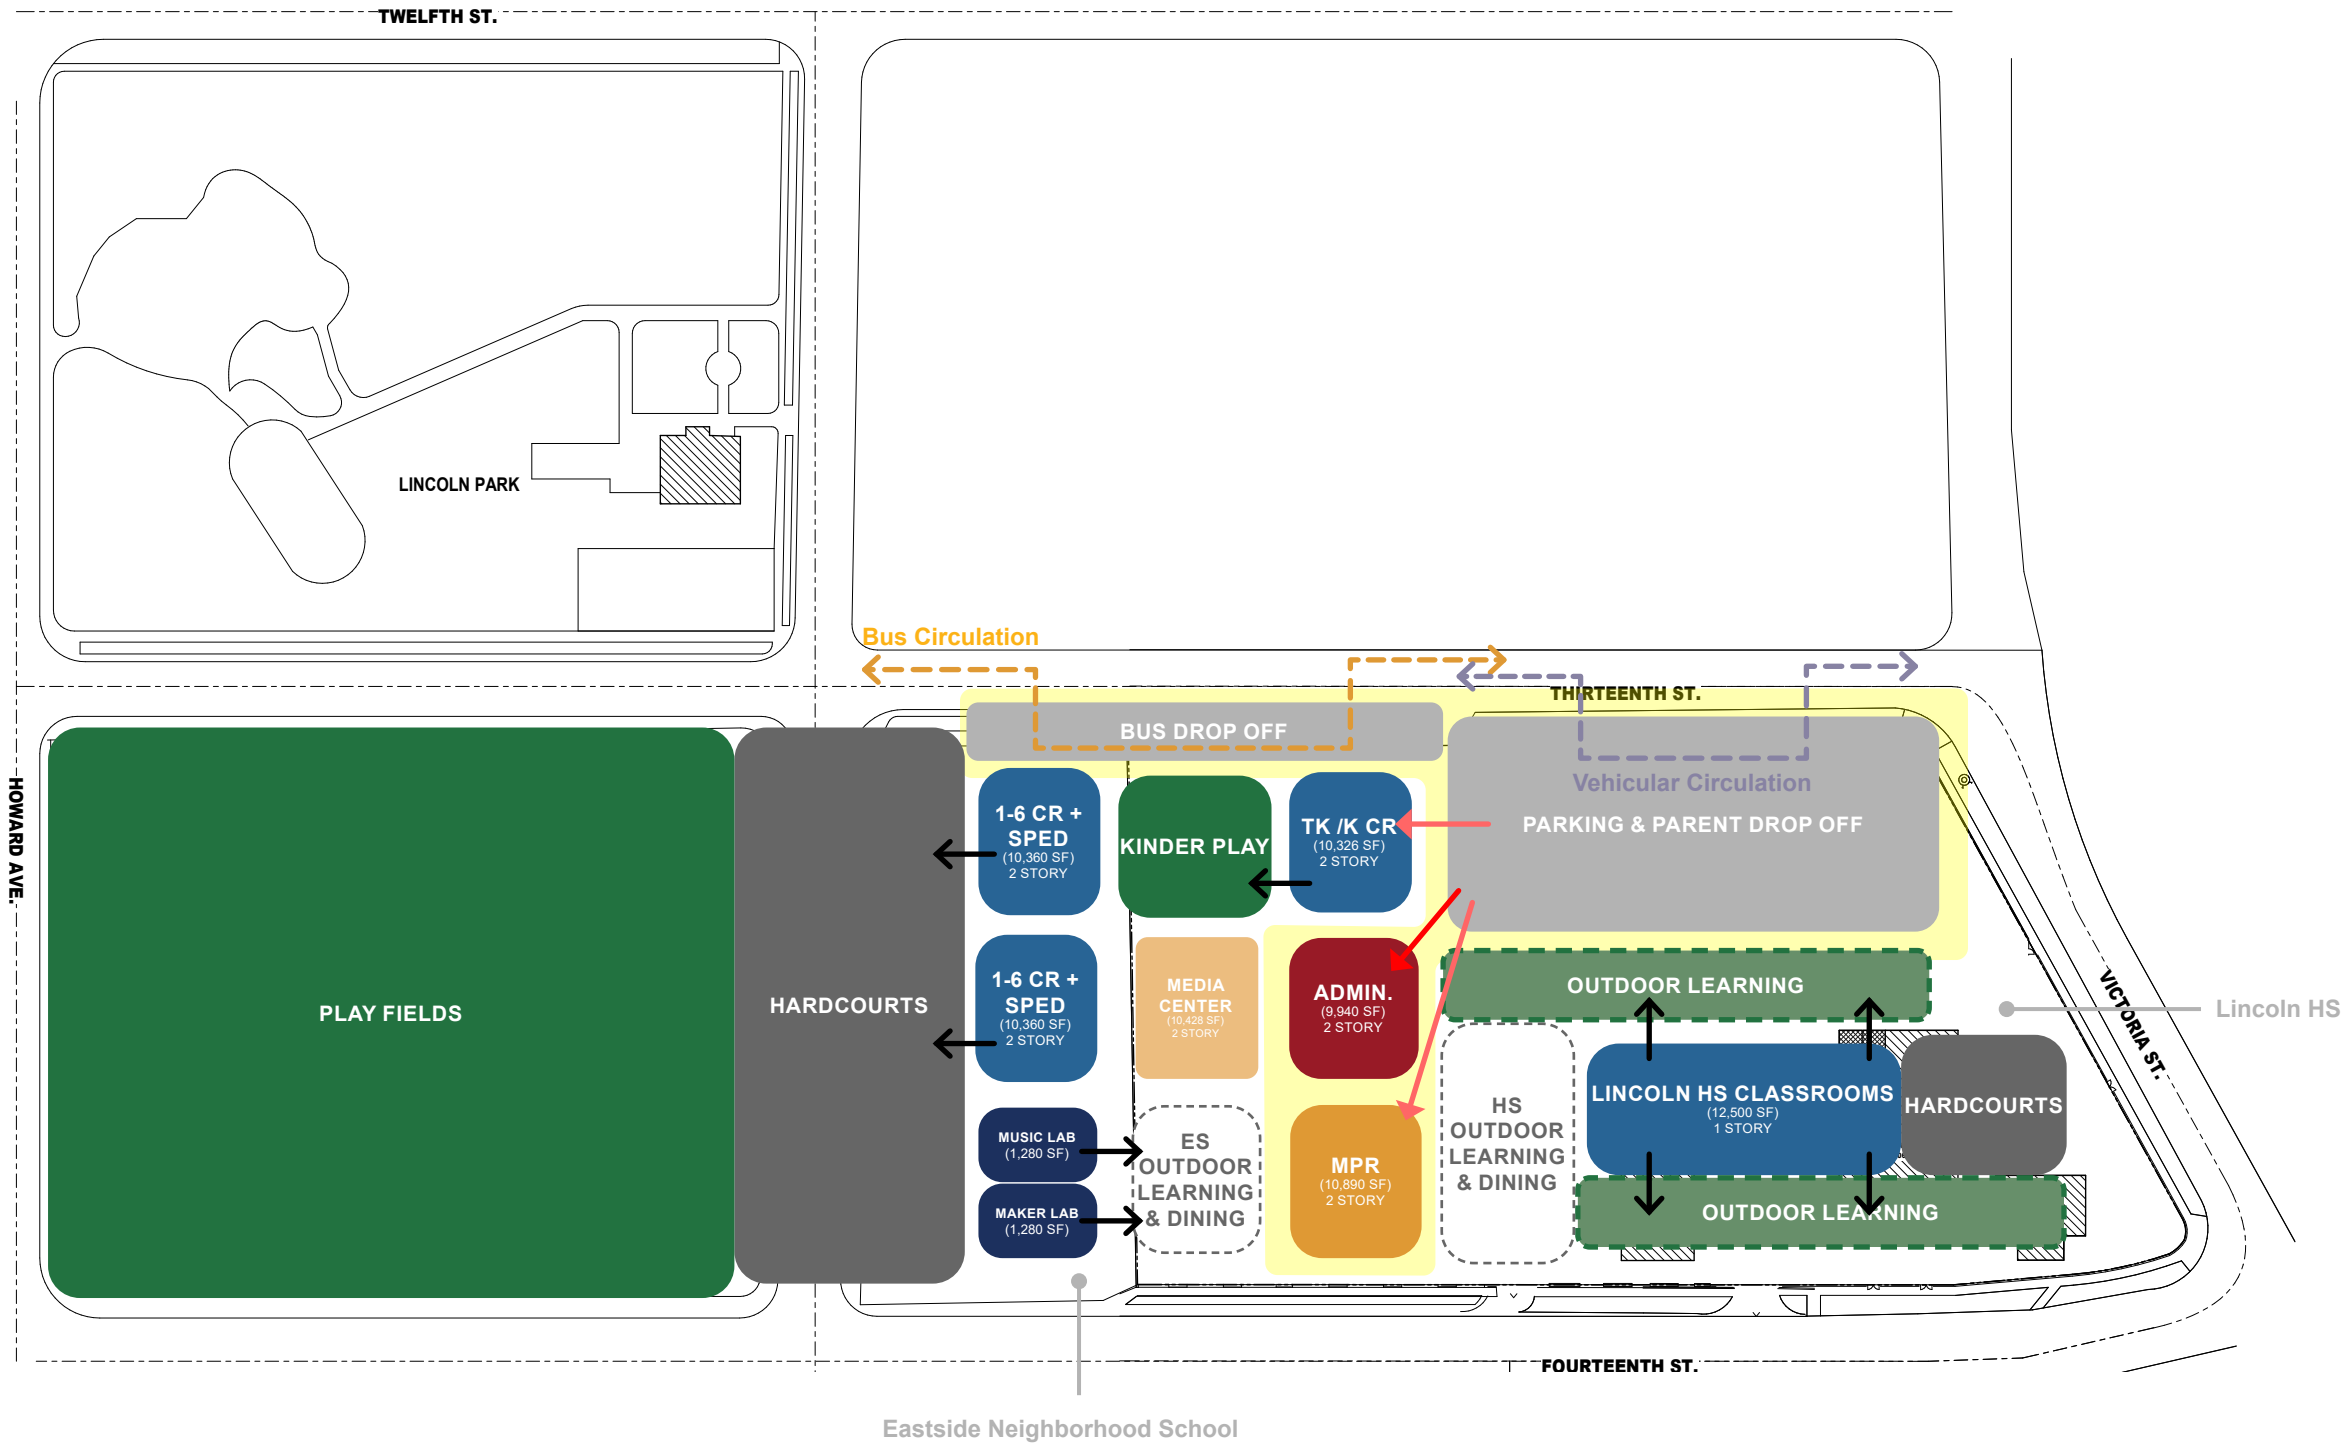 TWELFTH ST.
LINCOLN PARK
Bus Circulation
THIRTEENTH ST.
BUS DROP OFF
Vehicular Circulation
HOWARD AVE.
1-6 CR +
SPED
(10,360 SF)
2 STORY
KINDER PLAY
TK /K CR
(10,326 SF)
2 STORY
PARKING & PARENT DROP OFF
PLAY FIELDS
HARDCOURTS
1-6 CR +
SPED
(10,360 SF)
2 STORY
MEDIA
CENTER
(10,428 SF)
2 STORY
ADMIN.
(9,940 SF)
2 STORY
OUTDOOR LEARNING
VICTORIA ST.
Lincoln HS
MUSIC LAB
(1,280 SF)
MAKER LAB
(1,280 SF)
ES
OUTDOOR
LEARNING
& DINING
MPR
(10,890 SF)
2 STORY
HS
OUTDOOR
LEARNING
& DINING
LINCOLN HS CLASSROOMS
(12,500 SF)
1 STORY
HARDCOURTS
OUTDOOR LEARNING
FOURTEENTH ST.
Eastside Neighborhood School